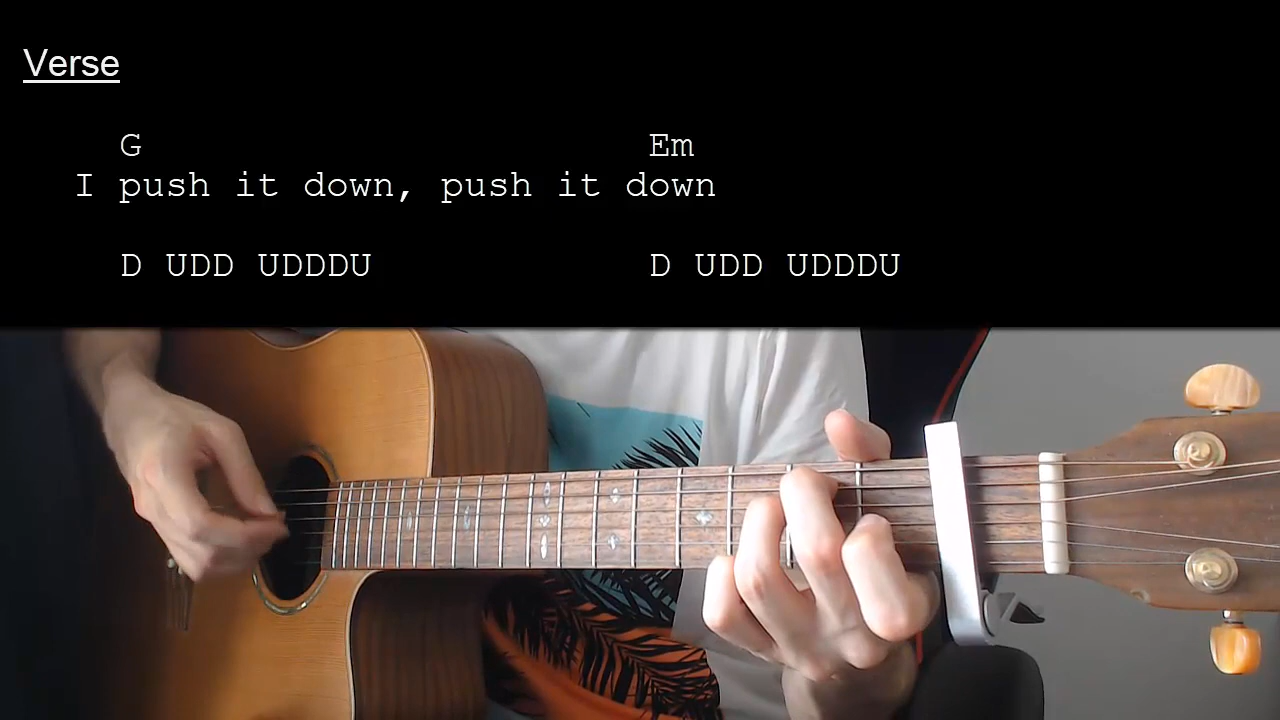 Verse
G Em
I push it down, push it down
D UDD UDDDU D UDD UDDDU